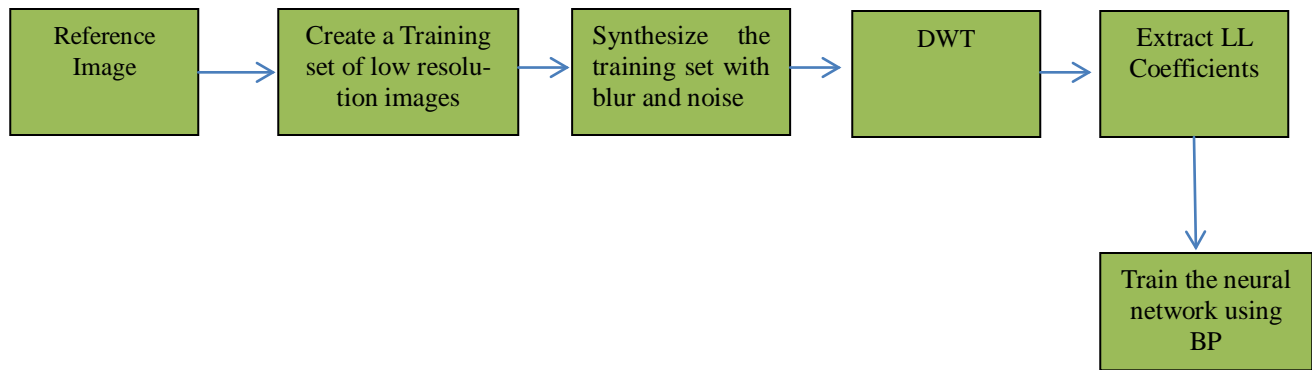 Reference
Image
Create a Training
set of low resolu-
tion images
Synthesize the
training set with
blur and noise
DWT
Extract LL
Coefficients
Train the neural
network using
BP